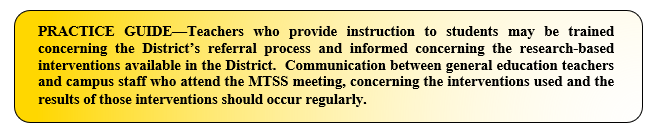 PRACTICE GUIDE—Teachers who provide instruction to students may be trained
concerning the District’s referral process and informed concerning the research-based
interventions available in the District.  Communication between general education teachers
and campus staff who attend the MTSS meeting, concerning the interventions used and the
results of those interventions should occur regularly.